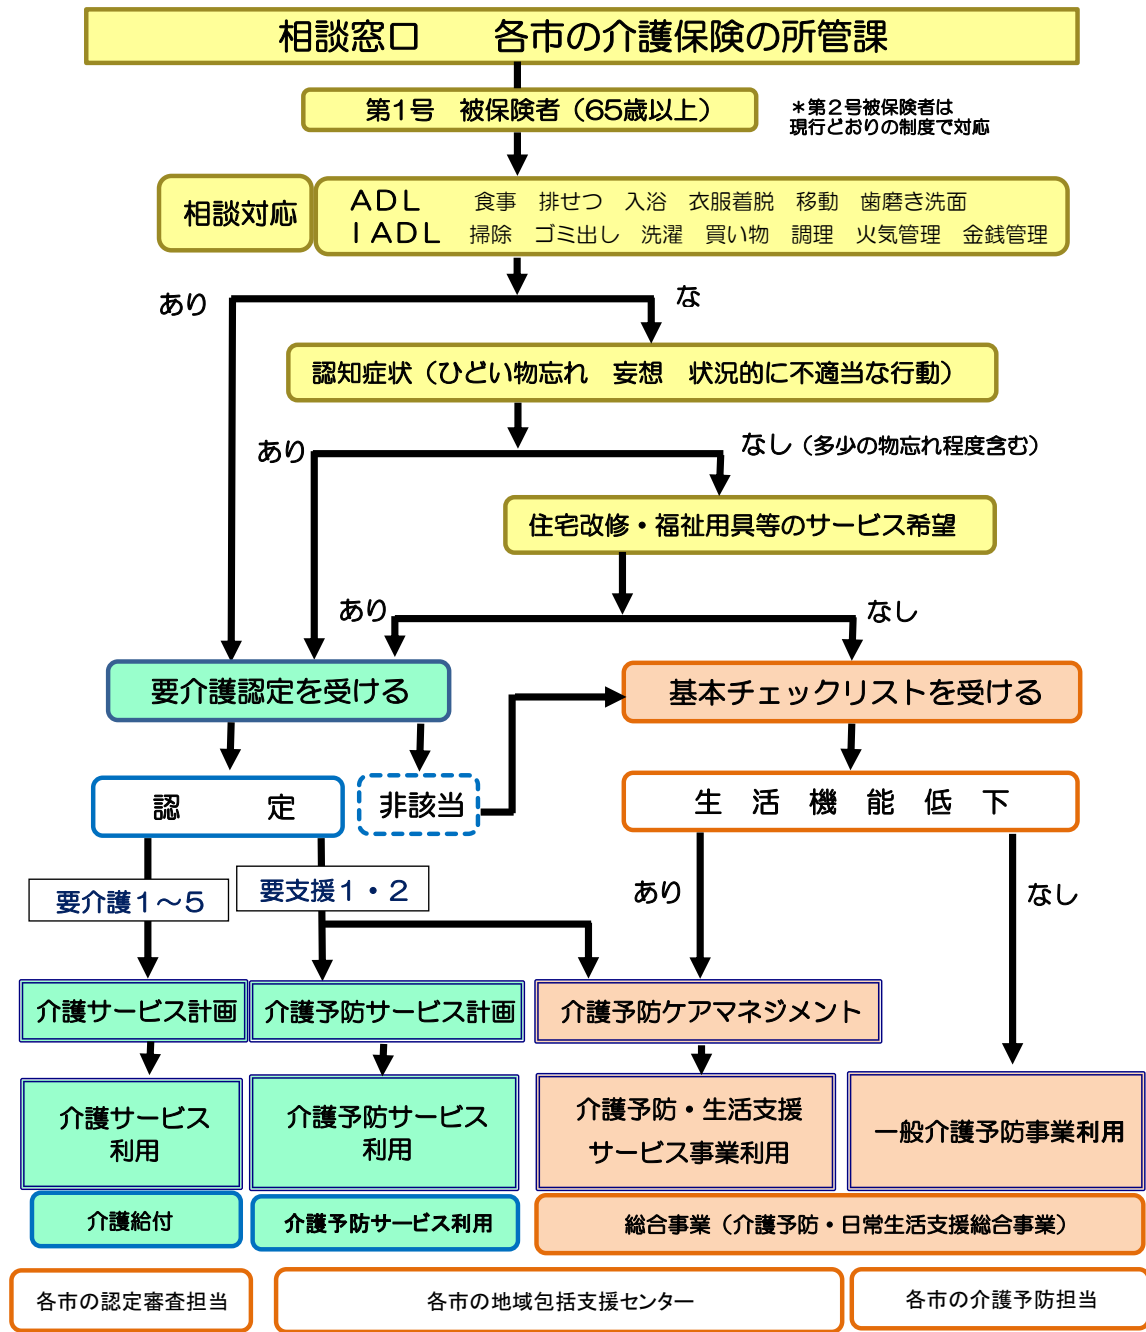 相談窓口　　各市の介護保険の所管課
第1号　被保険者（65歳以上）
＊第２号被保険者は
現行どおりの制度で対応
相談対応
ＡＤＬ　食事　排せつ　入浴　衣服着脱　移動　歯磨き洗面
ＩＡＤＬ　掃除　ゴミ出し　洗濯　買い物　調理　火気管理　金銭管理
あり
な
認知症状（ひどい物忘れ　妄想　状況的に不適当な行動）
あり
なし（多少の物忘れ程度含む）
住宅改修・福祉用具等のサービス希望
あり
なし
要介護認定を受ける
基本チェックリストを受ける
認　　　定
非該当
生　活　機　能　低　下
要介護１～５
要支援１・２
あり
なし
介護サービス計画
介護予防サービス計画
介護予防ケアマネジメント
介護サービス
利用
介護予防サービス
利用
介護予防・生活支援
サービス事業利用
一般介護予防事業利用
介護給付
介護予防サービス利用
総合事業（介護予防・日常生活支援総合事業）
各市の認定審査担当
各市の地域包括支援センター
各市の介護予防担当